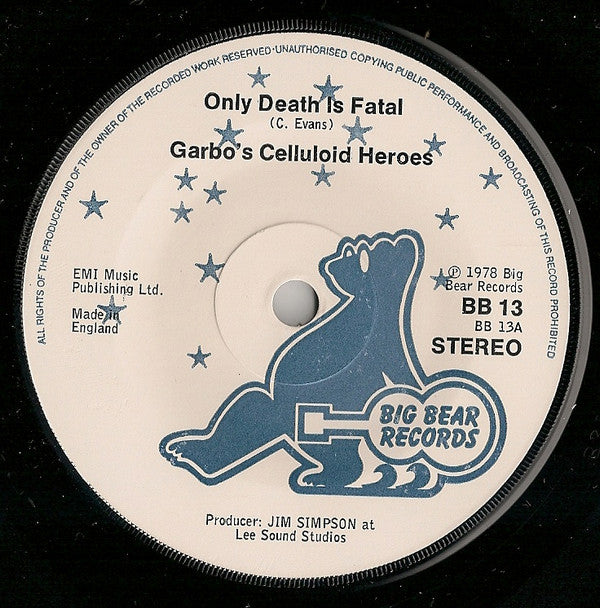 ALL RIGHTS OF THE PRODUCER AND OF THE OWNER OF THE RECORDED WORK RESERVED·UNAUTHORISED COPYING PUBLIC PERFORMANCE AND BROADCASTING OF THIS RECORD PROHIBITED
Only Death Is Fatal
(C. Evans)
Garbo's Celluloid Heroes
EMI Music
Publishing Ltd.
Made in
England
℗ 1978 Big
Bear Records
BB 13
BB 13A
STEREO
BIG BEAR
RECORDS
Producer: JIM SIMPSON at
Lee Sound Studios